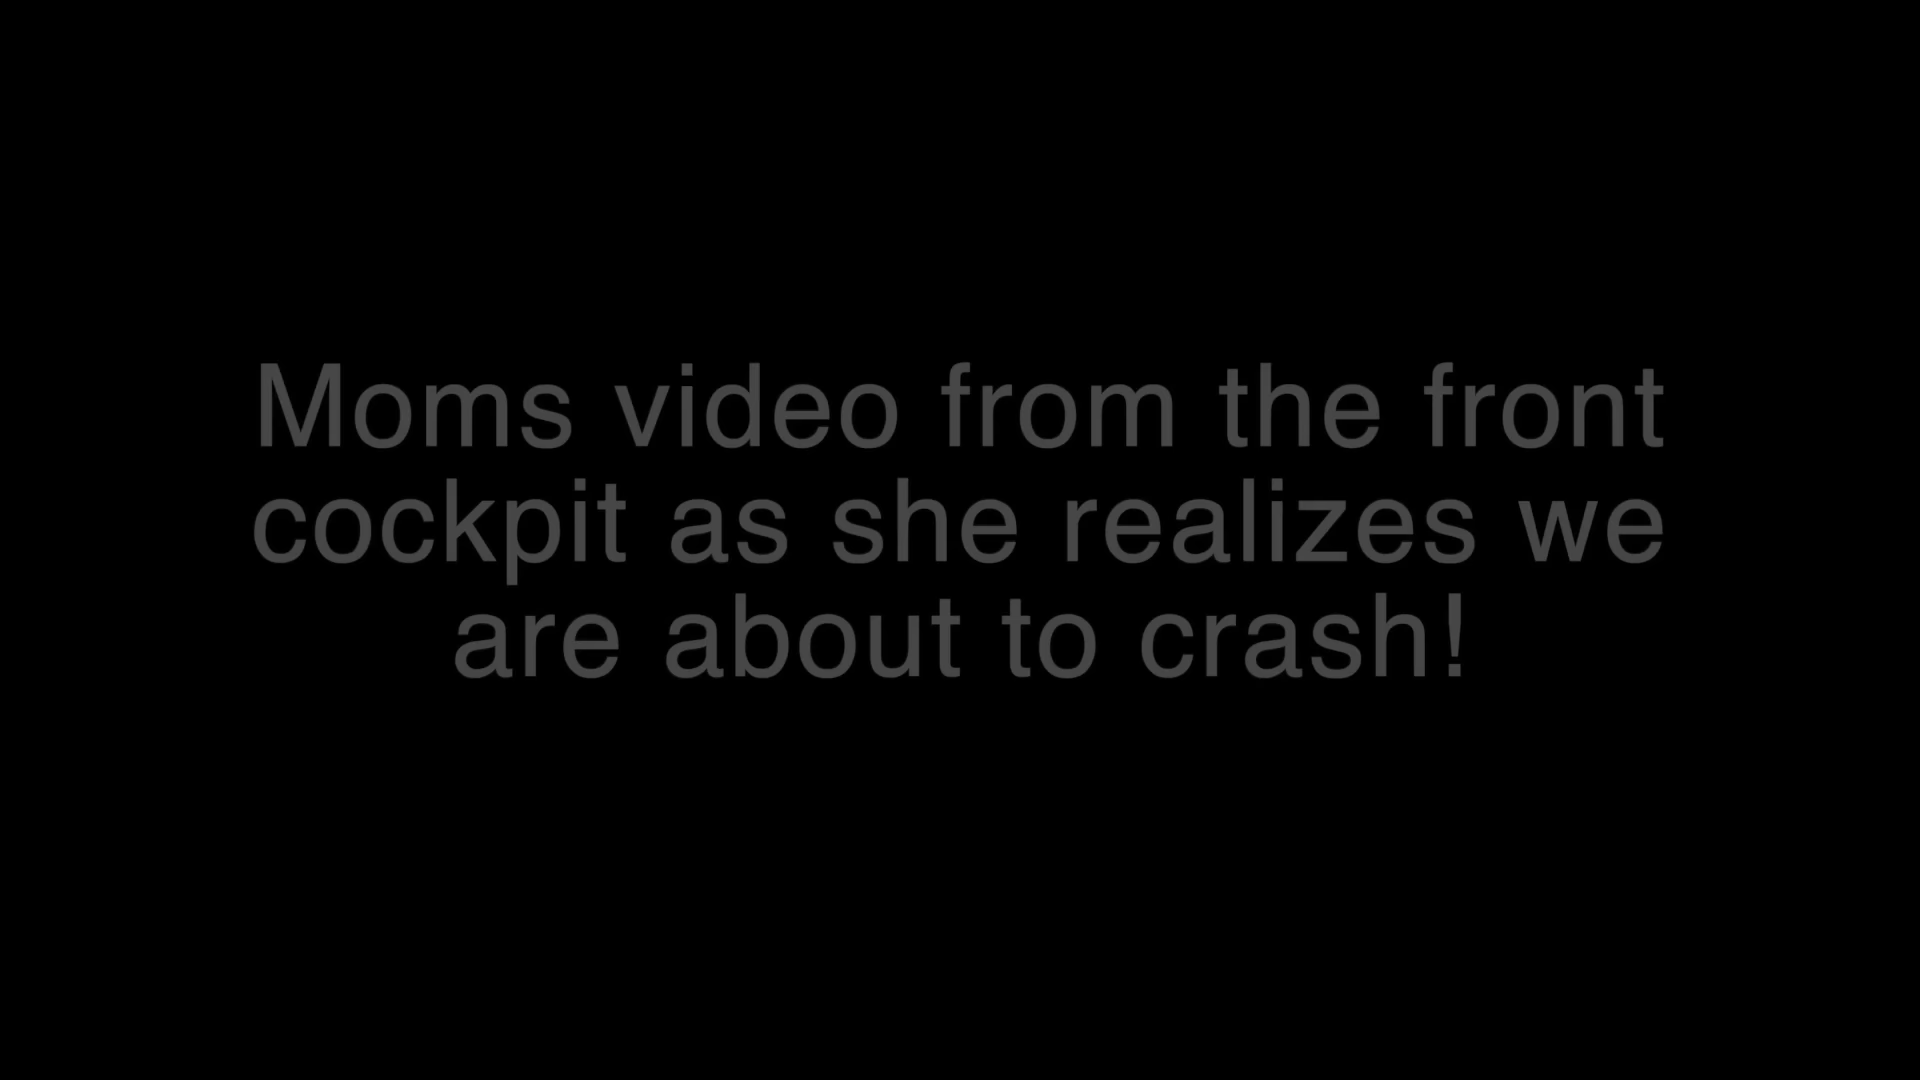 Moms video from the front
cockpit as she realizes we
are about to crash!